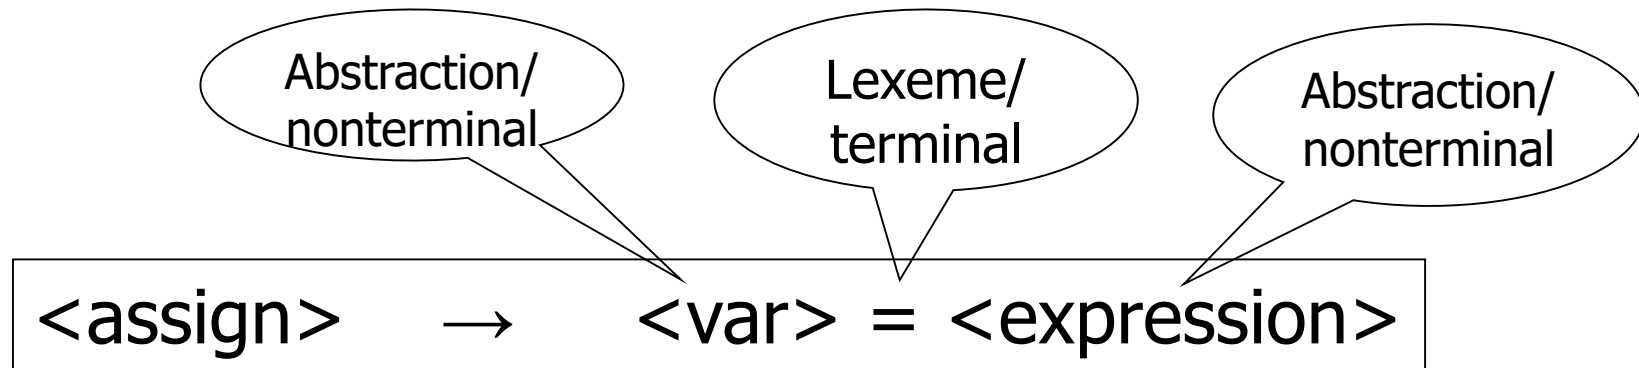 Abstraction/
nonterminal
Lexeme/
terminal
Abstraction/
nonterminal
<assign> → <var> = <expression>